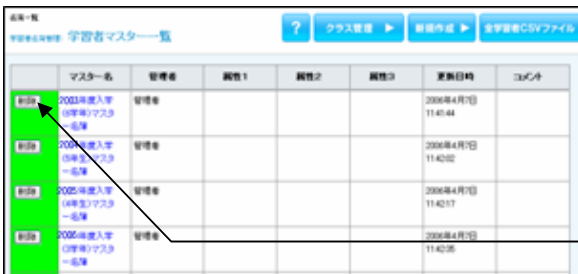 名簿一覧
学習者名簿管理 学習者マスター一覧
?
クラス管理 ▶
新規作成 ▶
全学習者CSVファイル
マスター名 管理者 属性1 属性2 属性3 更新日時 コメント
削除 2003年度入学 管理者 2006年4月7日
(6学年)マスタ 11:41:44
ー名簿
削除 2004年度入学 管理者 2006年4月7日
(5年生)マスタ 11:42:02
ー名簿
削除 2005年度入学 管理者 2006年4月7日
(4年生)マスタ 11:42:17
ー名簿
削除 2006年度入学 管理者 2006年4月7日
(3学年)マスタ 11:42:35
ー名簿